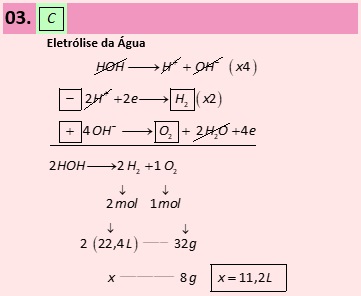 03. C
Eletrólise da Água
HOH ⟶ H⁺ + OH⁻ (x4)
− 2H⁺ + 2e ⟶ H₂ (x2)
+ 4OH⁻ ⟶ O₂ + 2H₂O + 4e
2HOH ⟶ 2H₂ + 1O₂
↓ ↓
2mol 1mol
↓ ↓
2 (22,4L) —— 32g
x ———— 8g x = 11,2L